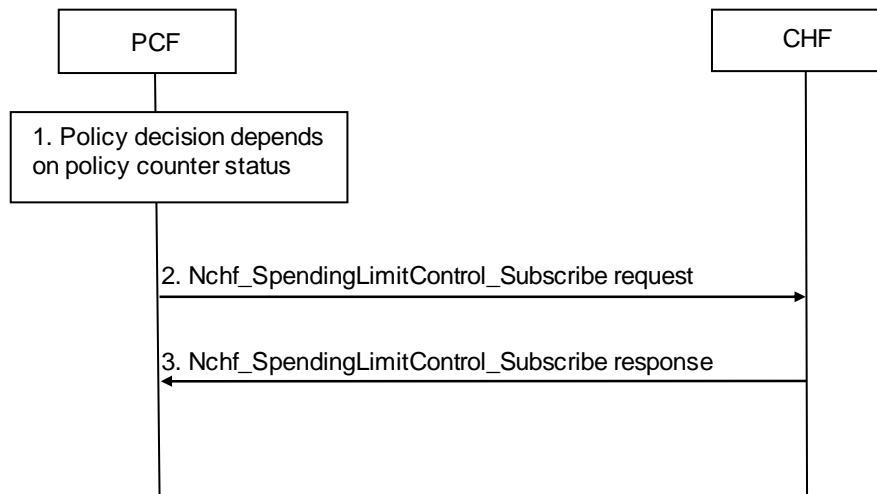 PCF
CHF
1. Policy decision depends
on policy counter status
2. Nchf_SpendingLimitControl_Subscribe request
3. Nchf_SpendingLimitControl_Subscribe response